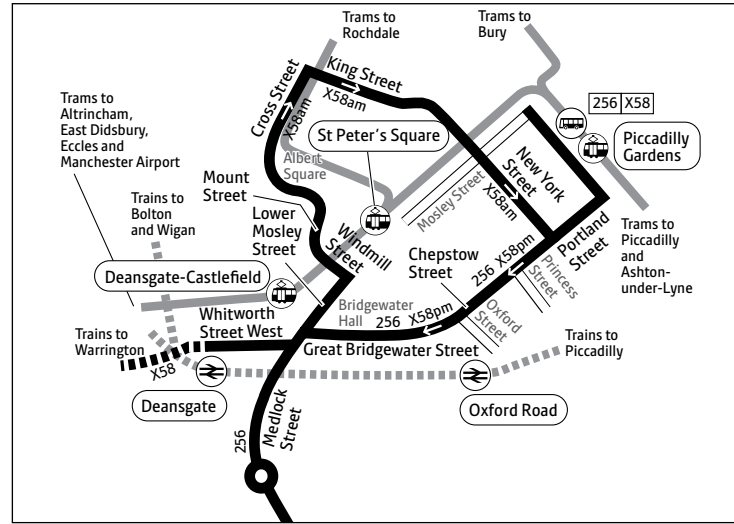 Trams to
Rochdale
Trams to
Bury
King Street
X58am
Cross Street
X58am
256 X58
Trams to
Altrincham,
East Didsbury,
Eccles and
Manchester Airport
St Peter's Square
Piccadilly
Gardens
Albert
Square
New York
Street
Mosley Street
X58am
Mount
Street
Trains to
Bolton
and Wigan
Lower
Mosley
Street
Windmill
Street
Portland
Street
Trams to
Piccadilly
and
Ashton-
under-Lyne
Chepstow
Street
256 X58pm
Princess
Street
Deansgate-Castlefield
Whitworth
Street West
Bridgewater
Hall
256 X58pm
Oxford
Street
Trains to
Warrington
X58
Great Bridgewater Street
Trains to
Piccadilly
Deansgate
Oxford Road
Medlock
Street
256